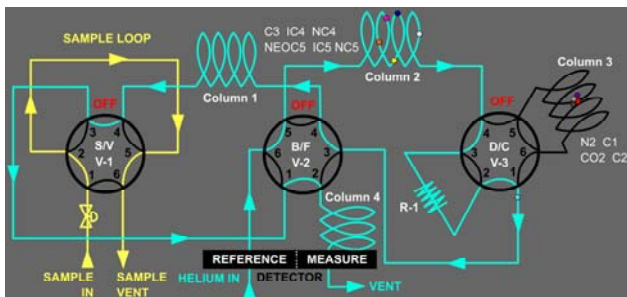 SAMPLE LOOP
C3 IC4 NC4
NEOC5 IC5 NC5
Column 1
Column 2
Column 3
OFF
OFF
OFF
3 4
2 S/V 5
V-1
1 6
5 4
6 B/F 3
V-2
1 2
4 5
3 D/C 6
V-3
2 1
N2 C1
CO2 C2
R-1
Column 4
REFERENCE MEASURE
SAMPLE IN
SAMPLE VENT
HELIUM IN
DETECTOR
VENT